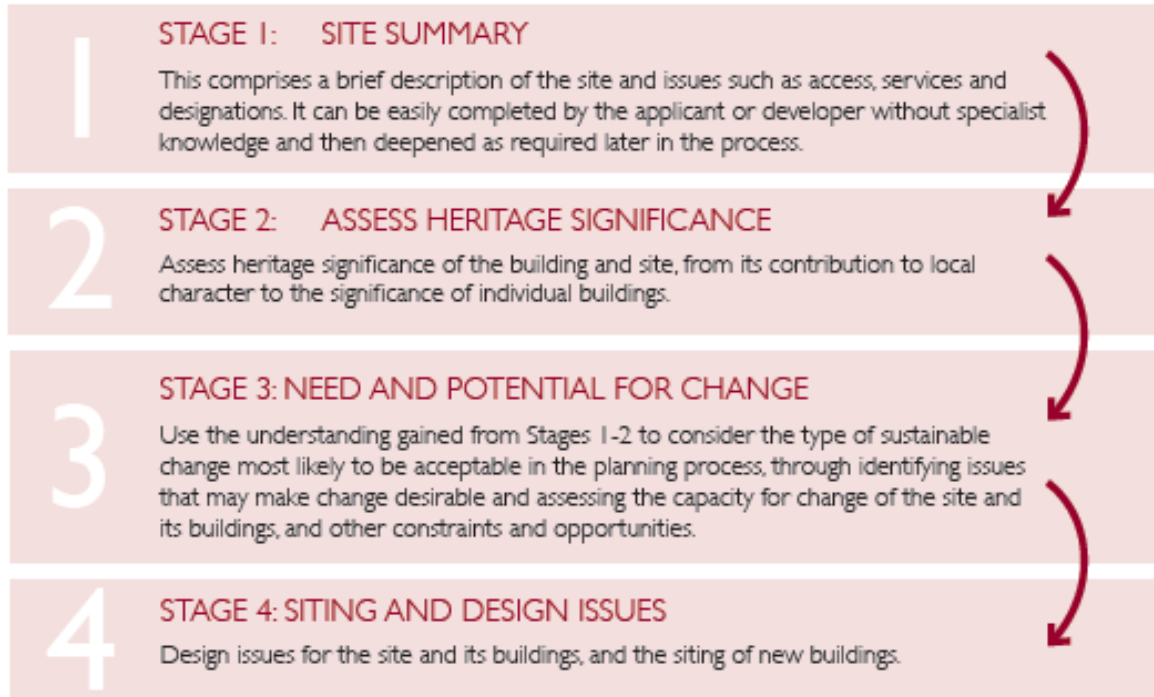 1
STAGE 1: SITE SUMMARY
This comprises a brief description of the site and issues such as access, services and
designations. It can be easily completed by the applicant or developer without specialist
knowledge and then deepened as required later in the process.
2
STAGE 2: ASSESS HERITAGE SIGNIFICANCE
Assess heritage significance of the building and site, from its contribution to local
character to the significance of individual buildings.
3
STAGE 3: NEED AND POTENTIAL FOR CHANGE
Use the understanding gained from Stages 1-2 to consider the type of sustainable
change most likely to be acceptable in the planning process, through identifying issues
that may make change desirable and assessing the capacity for change of the site and
its buildings, and other constraints and opportunities.
4
STAGE 4: SITING AND DESIGN ISSUES
Design issues for the site and its buildings, and the siting of new buildings.